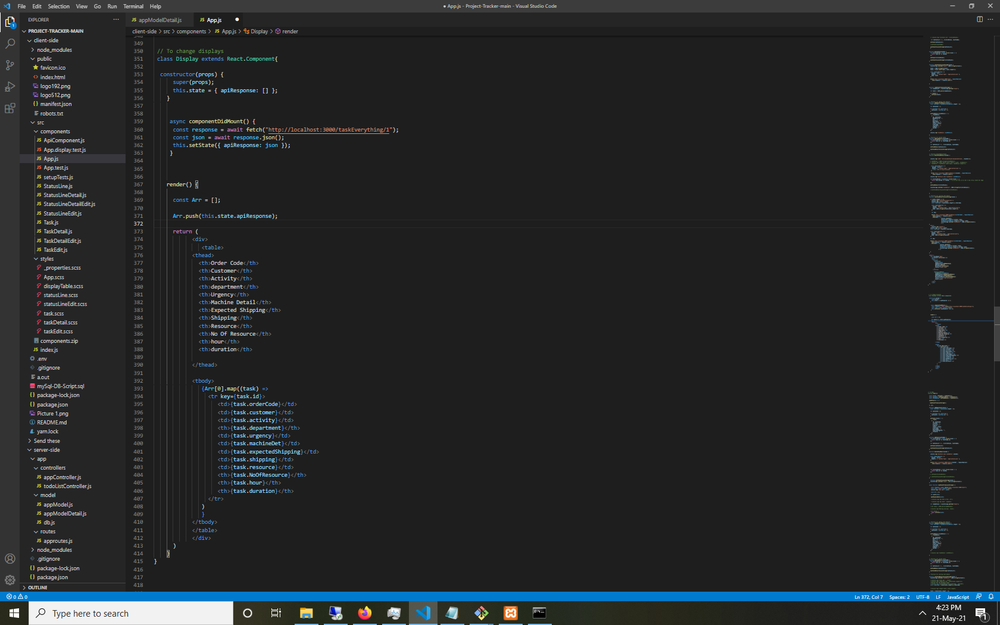 File Edit Selection View Go Run Terminal Help
● App.js - Project-Tracker-main - Visual Studio Code
EXPLORER
PROJECT-TRACKER-MAIN
client-side
node_modules
public
favicon.ico
index.html
logo192.png
logo512.png
manifest.json
robots.txt
src
components
ApiComponent.js
App.display.test.js
App.js
App.test.js
setupTests.js
StatusLine.js
StatusLineDetail.js
StatusLineDetailEdit.js
StatusLineEdit.js
Task.js
TaskDetail.js
TaskDetailEdit.js
TaskEdit.js
styles
_properties.scss
App.scss
displayTable.scss
statusLine.scss
statusLineEdit.scss
task.scss
taskDetail.scss
taskEdit.scss
components.zip
index.js
.env
.gitignore
a.out
mySql-DB-Script.sql
package-lock.json
package.json
Picture 1.png
README.md
yarn.lock
Send these
server-side
app
controllers
appController.js
todoListController.js
model
appModel.js
appModelDetail.js
db.js
routes
approutes.js
node_modules
.gitignore
package-lock.json
package.json
OUTLINE
JS appModelDetail.js JS App.js
client-side > src > components > JS App.js > Display > render
349
350 // To change displays
351 class Display extends React.Component{
352
353 constructor(props) {
354 super(props);
355 this.state = { apiResponse: [] };
356 }
357
358
359 async componentDidMount() {
360 const response = await fetch("http://localhost:3000/taskEverything/1");
361 const json = await response.json();
362 this.setState({ apiResponse: json });
363 }
364
365
366
367 render() {
368
369 const Arr = [];
370
371 Arr.push(this.state.apiResponse);
372
373 return (
374 <div>
375 <table>
376 <thead>
377 <th>Order Code</th>
378 <th>Customer</th>
379 <th>Activity</th>
380 <th>department</th>
381 <th>Urgency</th>
382 <th>Machine Detail</th>
383 <th>Expected Shipping</th>
384 <th>Shipping</th>
385 <th>Resource</th>
386 <th>No Of Resource</th>
387 <th>hour</th>
388 <th>duration</th>
389
390 </thead>
391
392 <tbody>
393 {Arr[0].map((task) =>
394 <tr key={task.id}>
395 <td>{task.orderCode}</td>
396 <td>{task.customer}</td>
397 <td>{task.activity}</td>
398 <th>{task.department}</th>
399 <td>{task.urgency}</td>
400 <td>{task.machineDet}</td>
401 <td>{task.expectedShipping}</td>
402 <td>{task.shipping}</td>
403 <td>{task.resource}</td>
404 <th>{task.NoOfResource}</th>
405 <th>{task.hour}</th>
406 <th>{task.duration}</th>
407 </tr>
408 )
409 }
410 </tbody>
411 </table>
412 </div>
413 )
414 }
415 }
416
417
418
0 0
Ln 372, Col 7 Spaces: 2 UTF-8 LF JavaScript
Type here to search
4:23 PM
21-May-21
1